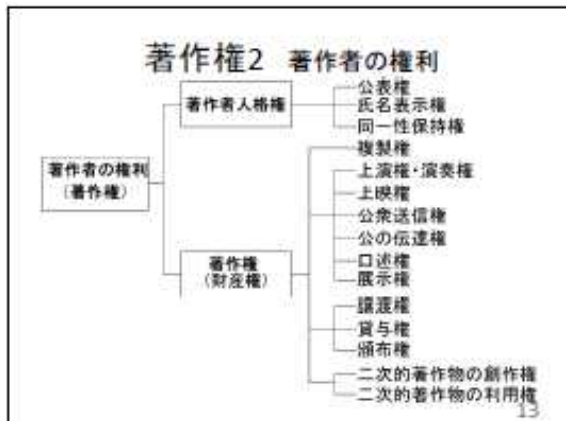 著作権2 著作者の権利
著作者の権利
(著作権)
著作者人格権
公表権
氏名表示権
同一性保持権
著作権
(財産権)
複製権
上演権・演奏権
上映権
公衆送信権
公の伝達権
口述権
展示権
譲渡権
貸与権
頒布権
二次的著作物の創作権
二次的著作物の利用権
13